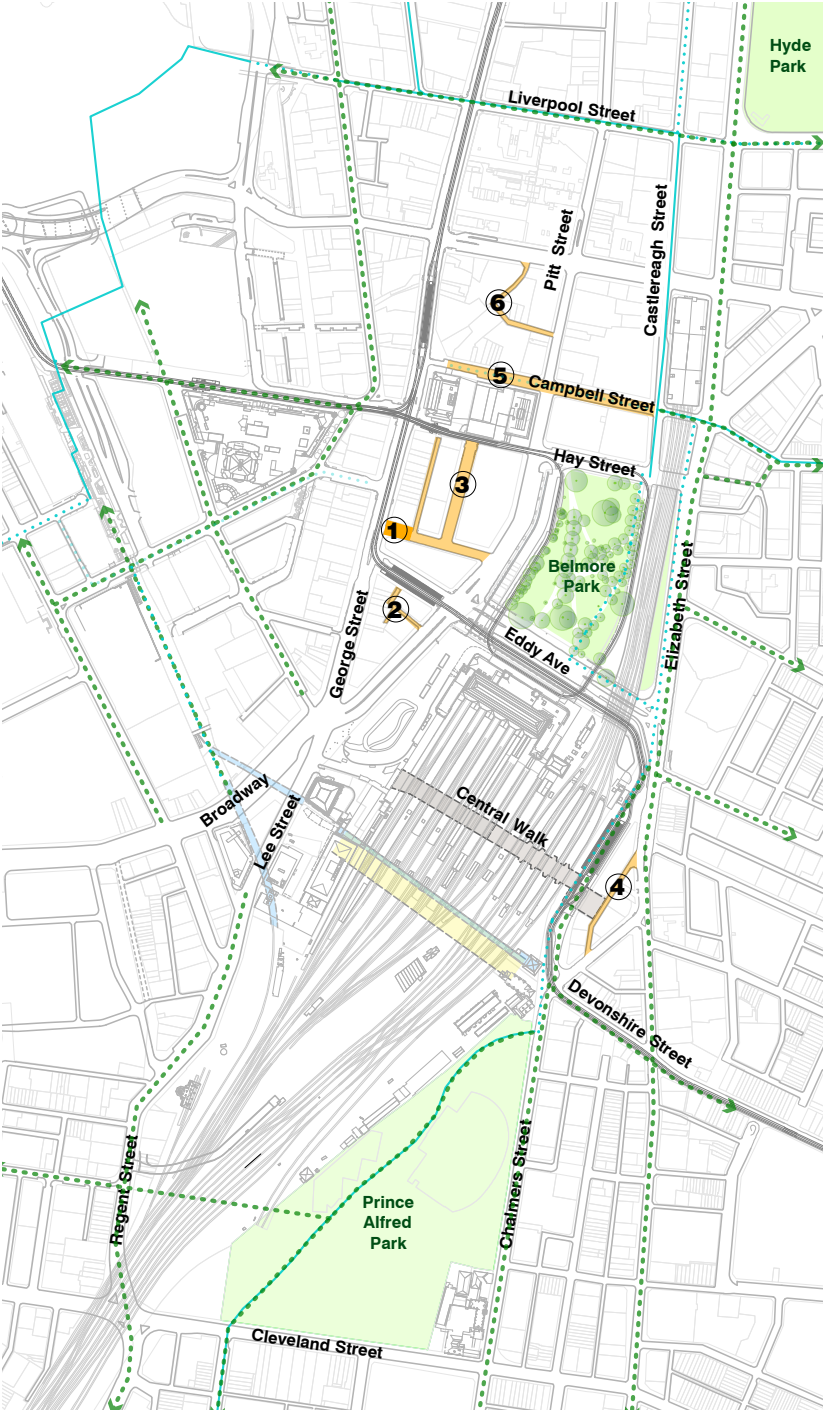 Hyde
Park
Liverpool Street
Pitt Street
Castlereagh Street
6
5
Campbell Street
Hay Street
3
1
Belmore
Park
2
George Street
Eddy Ave
Elizabeth Street
Broadway
Lee Street
Central Walk
4
Devonshire Street
Regent Street
Chalmers Street
Prince
Alfred
Park
Cleveland Street